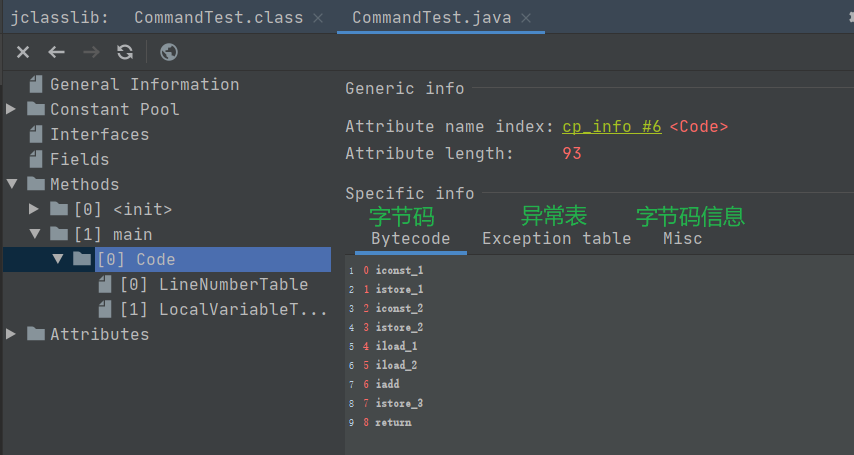 jclasslib: CommandTest.class CommandTest.java
General Information
Constant Pool
Interfaces
Fields
Methods
[0] <init>
[1] main
[0] Code
[0] LineNumberTable
[1] LocalVariableT...
Attributes
Generic info
Attribute name index: cp_info #6 <Code>
Attribute length: 93
Specific info
字节码 异常表 字节码信息
Bytecode Exception table Misc
1 0 iconst_1
2 1 istore_1
3 2 iconst_2
4 3 istore_2
5 4 iload_1
6 5 iload_2
7 6 iadd
8 7 istore_3
9 8 return